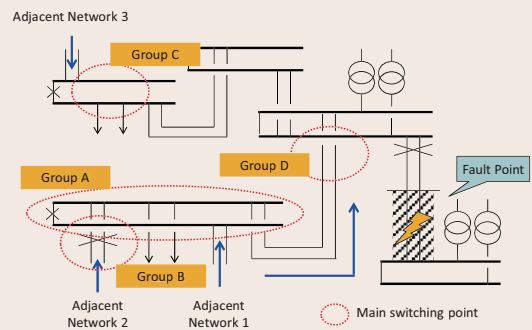 Adjacent Network 3
Group C
Group D
Fault Point
Group A
Group B
Adjacent
Network 2
Adjacent
Network 1
Main switching point